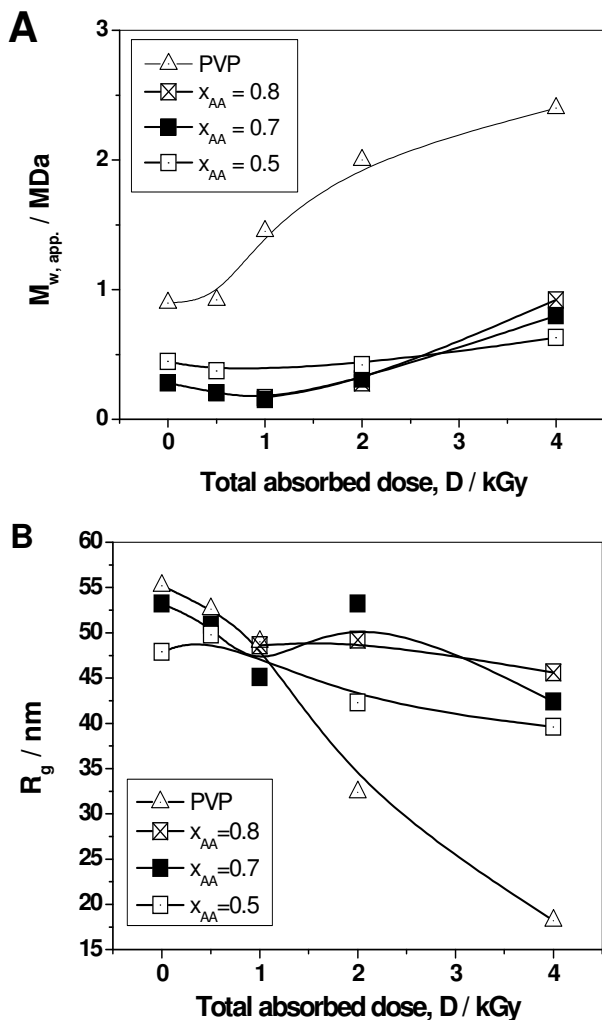 A
3
2
1
0
M_w, app. / MDa
PVP
x_AA = 0.8
x_AA = 0.7
x_AA = 0.5
0 1 2 3 4
Total absorbed dose, D / kGy
B
60
55
50
45
40
35
30
25
20
15
R_g / nm
PVP
x_AA=0.8
x_AA=0.7
x_AA=0.5
0 1 2 3 4
Total absorbed dose, D / kGy